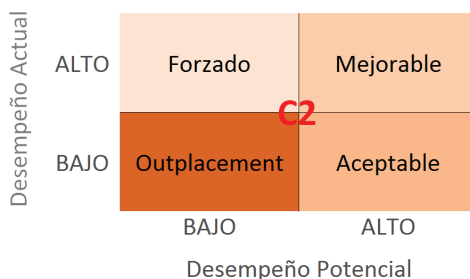 Desempeño Actual
ALTO
Forzado
Mejorable
C2
BAJO
Outplacement
Aceptable
BAJO
ALTO
Desempeño Potencial